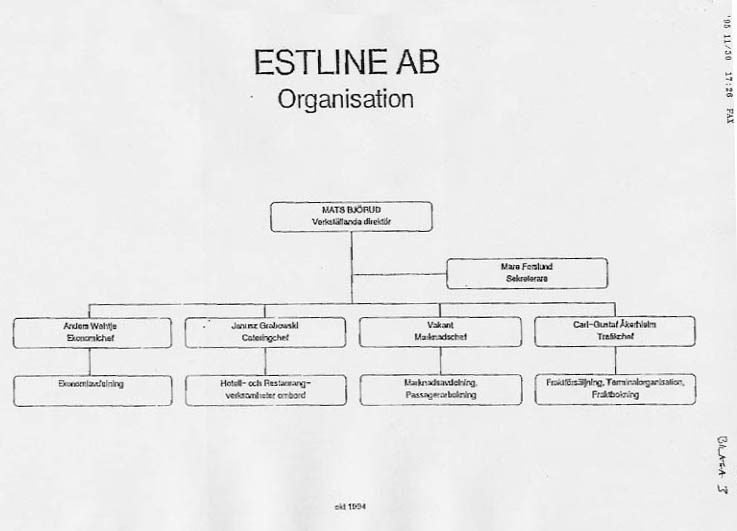 ESTLINE AB
Organisation
MATS BJÖRUD
Verkställande direktör
Mare Forslund
Sekreterare
Anders Wehtje
Ekonomichef
Janusz Grabowski
Cateringchef
Vakant
Marknadschef
Carl-Gustaf Åkerhielm
Trafikchef
Ekonomiavdelning
Hotell- och Restaurang-
verksamheter ombord
Marknadsavdelning,
Passagerarbokning
Fraktförsäljning, Terminalorganisation,
Fraktbokning
okt 1994
'95 11/30 17:26 FAX
BILAGA 3